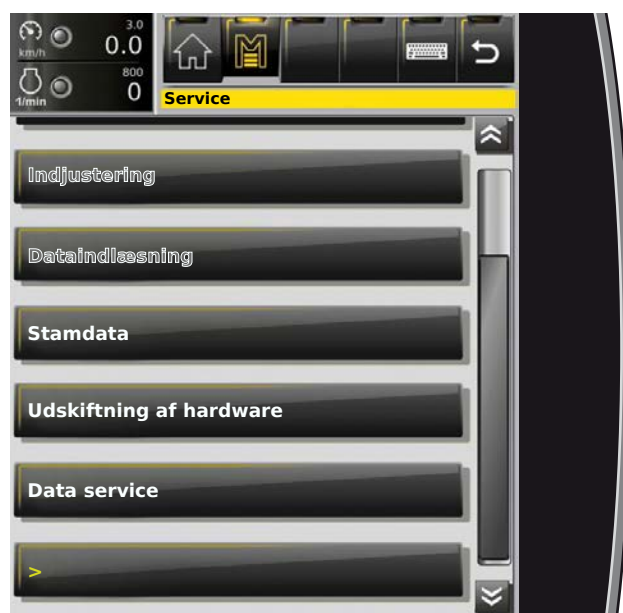 3.0
km/h 0.0
800
1/min 0
Service
Indjustering
Dataindlæsning
Stamdata
Udskiftning af hardware
Data service
>